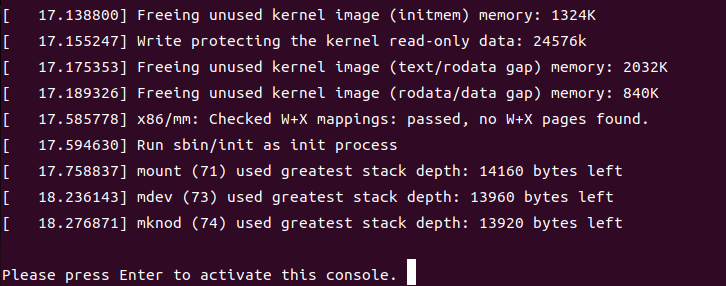 [   17.138800] Freeing unused kernel image (initmem) memory: 1324K
[   17.155247] Write protecting the kernel read-only data: 24576k
[   17.175353] Freeing unused kernel image (text/rodata gap) memory: 2032K
[   17.189326] Freeing unused kernel image (rodata/data gap) memory: 840K
[   17.585778] x86/mm: Checked W+X mappings: passed, no W+X pages found.
[   17.594630] Run sbin/init as init process
[   17.758837] mount (71) used greatest stack depth: 14160 bytes left
[   18.236143] mdev (73) used greatest stack depth: 13960 bytes left
[   18.276871] mknod (74) used greatest stack depth: 13920 bytes left
Please press Enter to activate this console.